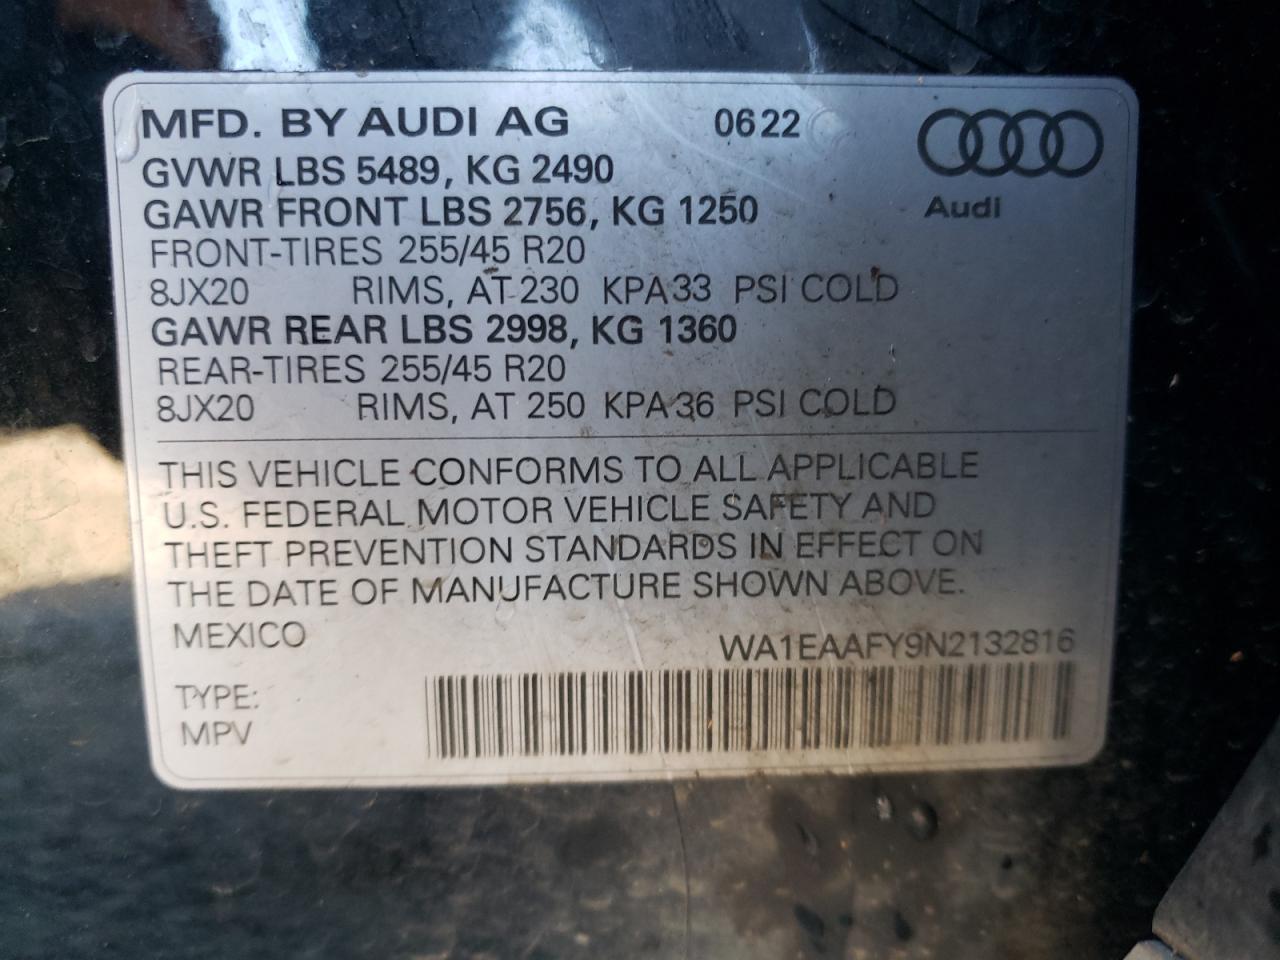 MFD. BY AUDI AG 0622
Audi
GVWR LBS 5489, KG 2490
GAWR FRONT LBS 2756, KG 1250
FRONT-TIRES 255/45 R20
8JX20 RIMS, AT 230 KPA 33 PSI COLD
GAWR REAR LBS 2998, KG 1360
REAR-TIRES 255/45 R20
8JX20 RIMS, AT 250 KPA 36 PSI COLD
THIS VEHICLE CONFORMS TO ALL APPLICABLE
U.S. FEDERAL MOTOR VEHICLE SAFETY AND
THEFT PREVENTION STANDARDS IN EFFECT ON
THE DATE OF MANUFACTURE SHOWN ABOVE.
MEXICO WA1EAAFY9N2132816
TYPE:
MPV